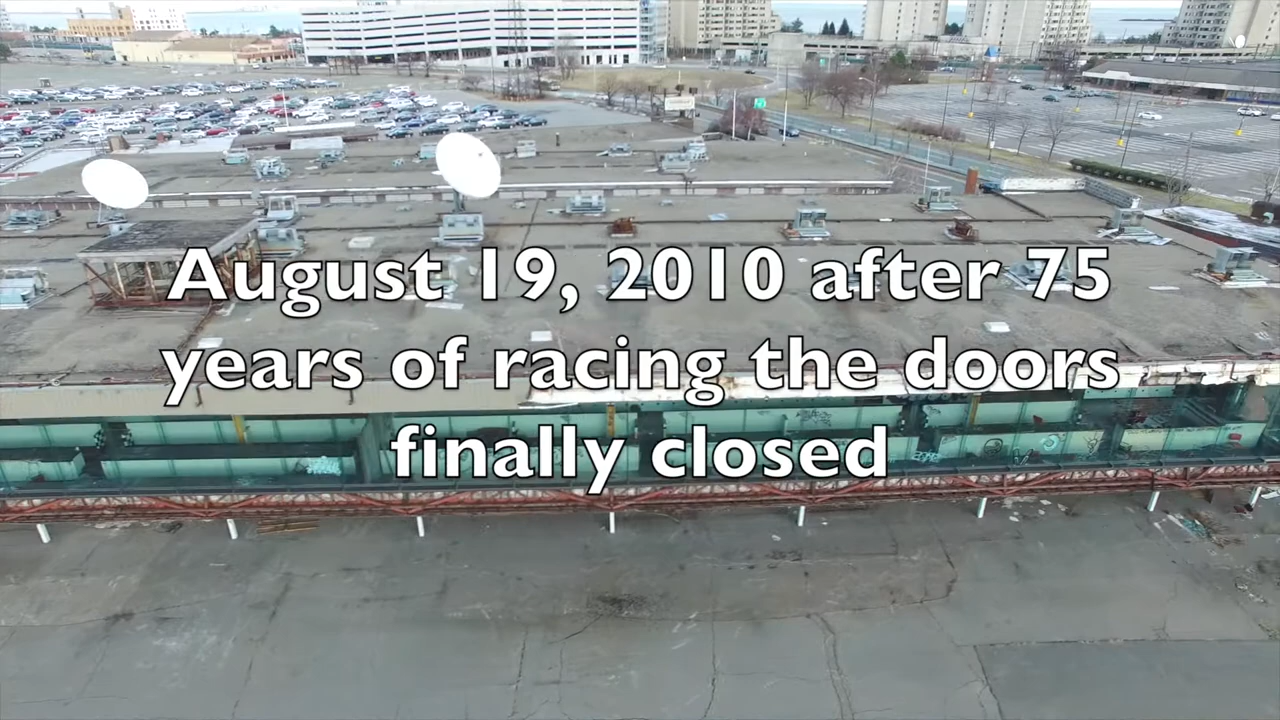 August 19, 2010 after 75
years of racing the doors
finally closed